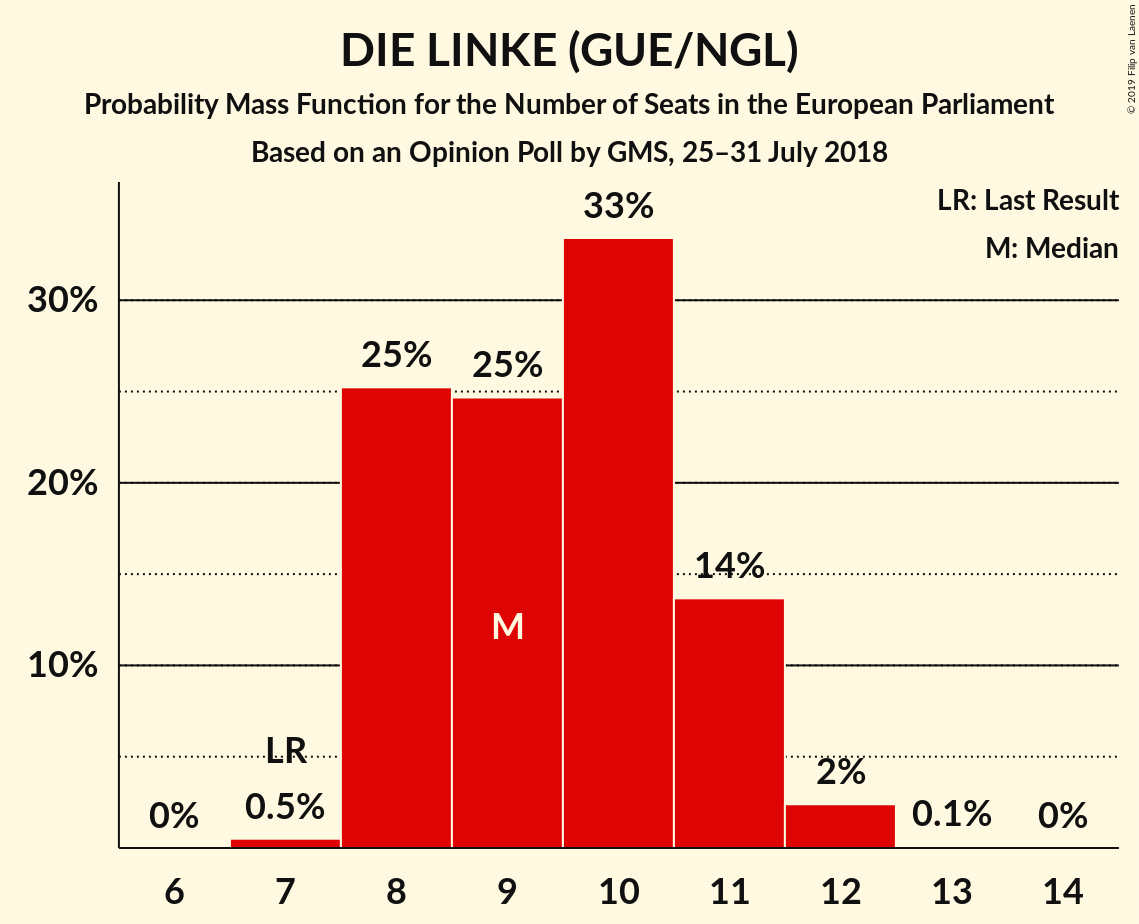 DIE LINKE (GUE/NGL)
Probability Mass Function for the Number of Seats in the European Parliament
Based on an Opinion Poll by GMS, 25–31 July 2018
© 2019 Filip van Laenen
LR: Last Result
M: Median
30%
20%
10%
0%
LR
0.5%
25%
25%
M
33%
14%
2%
0.1%
0%
6 7 8 9 10 11 12 13 14